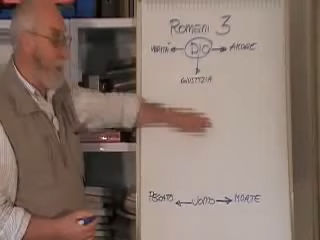 Romani 3
VERITÀ DIO AMORE
GIUSTIZIA
PECCATO UOMO MORTE